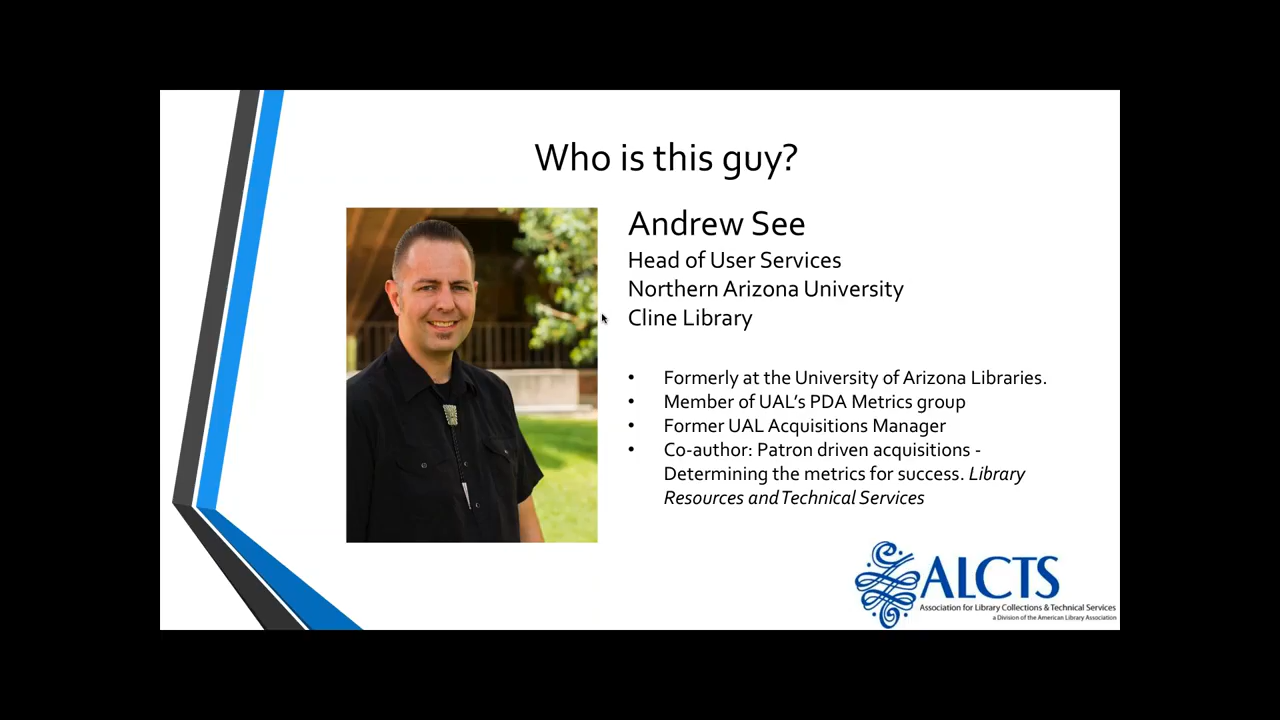 Who is this guy?
Andrew See
Head of User Services
Northern Arizona University
Cline Library
• Formerly at the University of Arizona Libraries.
• Member of UAL’s PDA Metrics group
• Former UAL Acquisitions Manager
• Co-author: Patron driven acquisitions -
Determining the metrics for success. Library
Resources and Technical Services
ALCTS
Association for Library Collections & Technical Services
a Division of the American Library Association